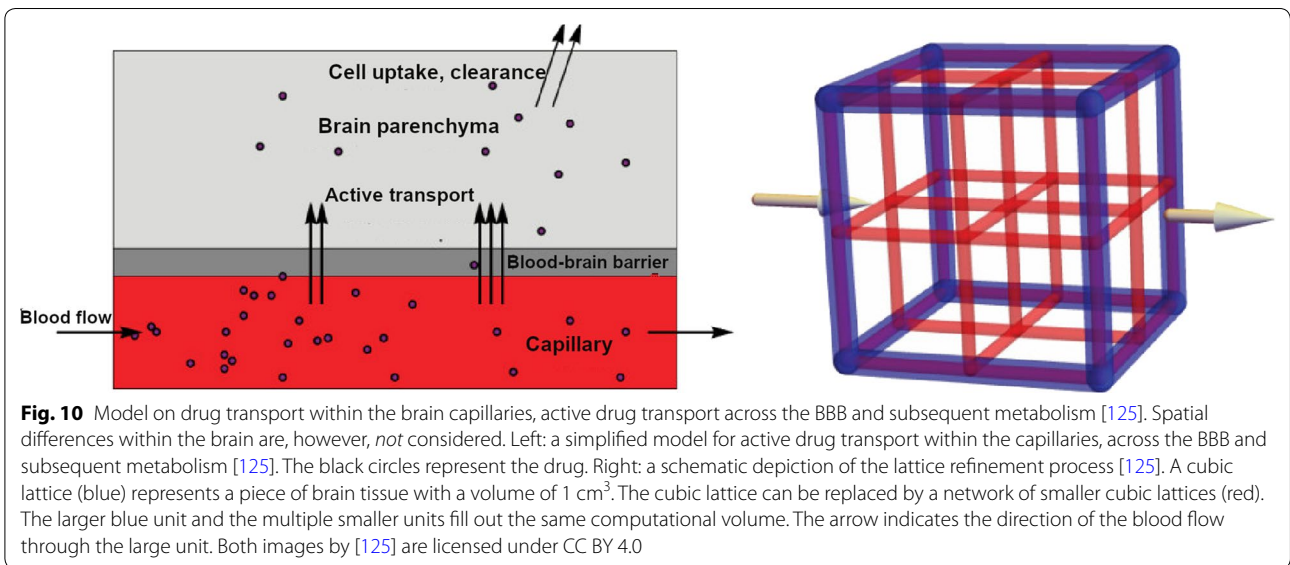 Cell uptake, clearance
Brain parenchyma
Active transport
Blood-brain barrier
Blood flow
Capillary
Fig. 10 Model on drug transport within the brain capillaries, active drug transport across the BBB and subsequent metabolism [125]. Spatial
differences within the brain are, however, not considered. Left: a simplified model for active drug transport within the capillaries, across the BBB and
subsequent metabolism [125]. The black circles represent the drug. Right: a schematic depiction of the lattice refinement process [125]. A cubic
lattice (blue) represents a piece of brain tissue with a volume of 1 cm³. The cubic lattice can be replaced by a network of smaller cubic lattices (red).
The larger blue unit and the multiple smaller units fill out the same computational volume. The arrow indicates the direction of the blood flow
through the large unit. Both images by [125] are licensed under CC BY 4.0